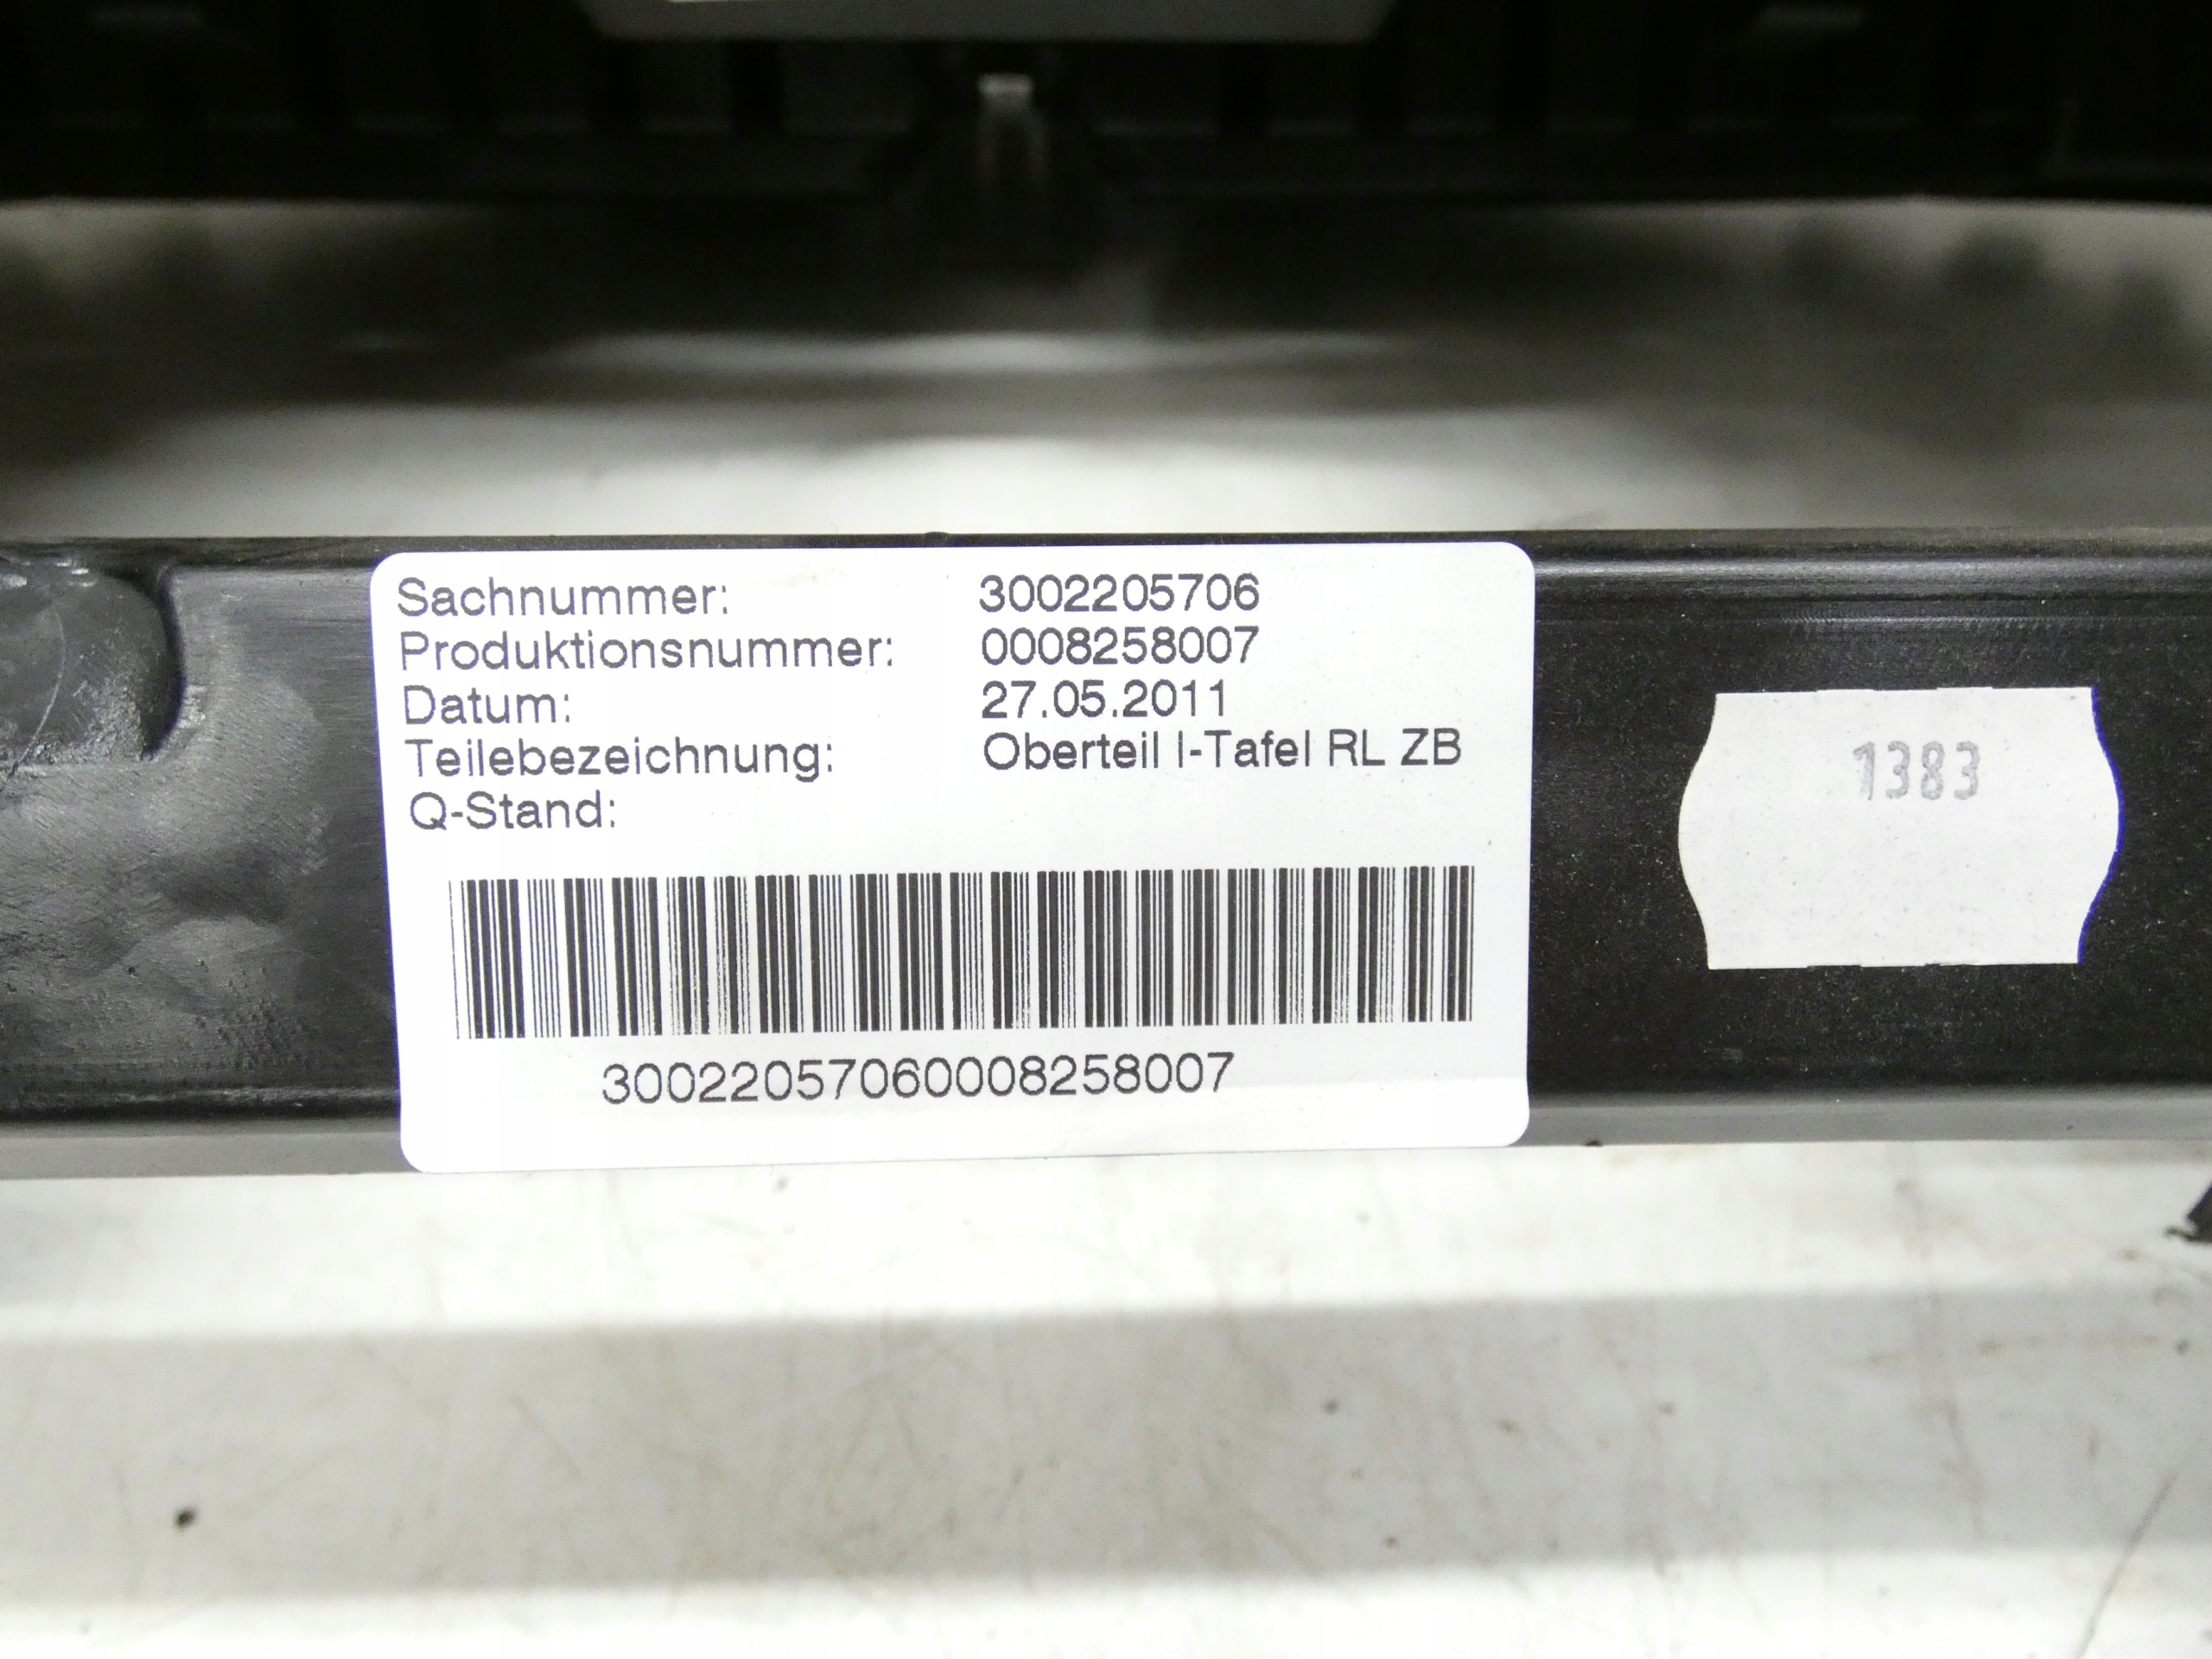 Sachnummer: 3002205706
Produktionsnummer: 0008258007
Datum: 27.05.2011
Teilebezeichnung: Oberteil I-Tafel RL ZB
Q-Stand:
30022057060008258007
1383